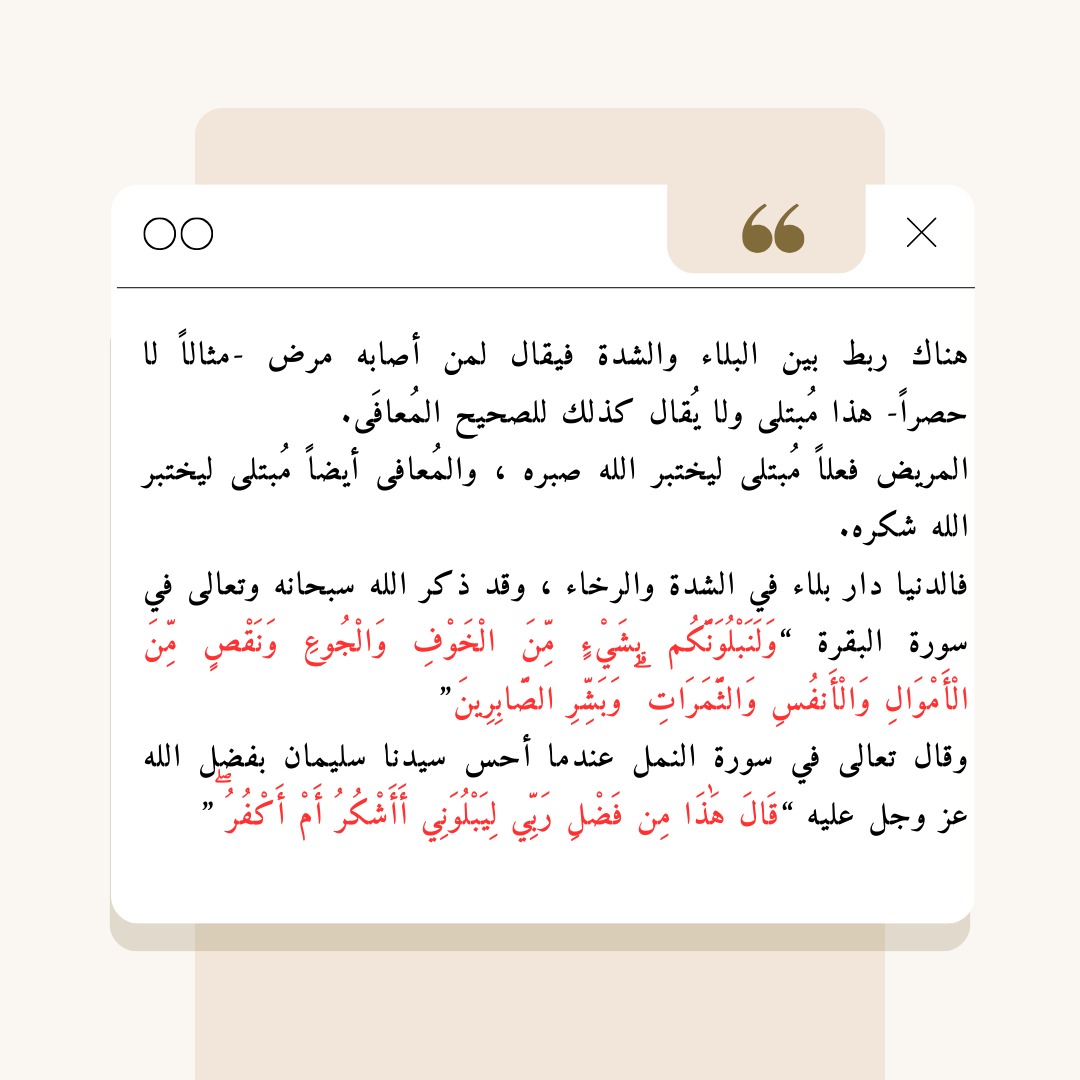 هناك ربط بين البلاء والشدة فيقال لمن أصابه مرض -مثالاً لا
حصراً- هذا مُبتلى ولا يُقال كذلك للصحيح المُعافَى.
المريض فعلاً مُبتلى ليختبر الله صبره ، والمُعافى أيضاً مُبتلى ليختبر
الله شكره.
فالدنيا دار بلاء في الشدة والرخاء ، وقد ذكر الله سبحانه وتعالى في
سورة البقرة “وَلَنَبْلُوَنَّكُم بِشَيْءٍ مِّنَ الْخَوْفِ وَالْجُوعِ وَنَقْصٍ مِّنَ
الْأَمْوَالِ وَالْأَنفُسِ وَالثَّمَرَاتِ ۗ وَبَشِّرِ الصَّابِرِينَ”
وقال تعالى في سورة النمل عندما أحس سيدنا سليمان بفضل الله
عز وجل عليه “قَالَ هَٰذَا مِن فَضْلِ رَبِّي لِيَبْلُوَنِي أَأَشْكُرُ أَمْ أَكْفُرُ ۖ”